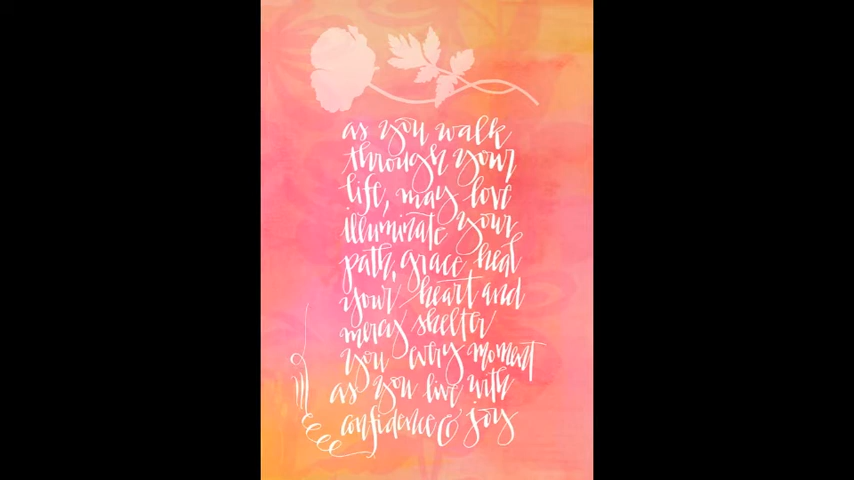 as you walk
through your
life, may love
illuminate your
path, grace heal
your heart and
mercy shelter
you every moment
as you live with
confidence & joy